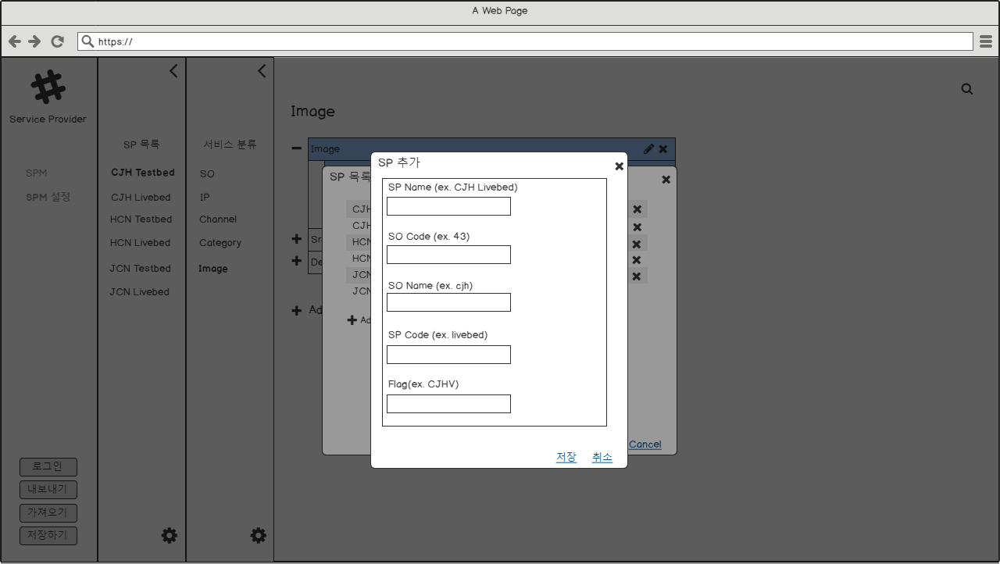 A Web Page
https://
Service Provider
SPM
SPM 설정
로그인
내보내기
가져오기
저장하기
SP 목록
CJH Testbed
CJH Livebed
HCN Testbed
HCN Livebed
JCN Testbed
JCN Livebed
서비스 분류
SO
IP
Channel
Category
Image
Image
Image
SP 목록
CJH
CJH
HCN
HCN
JCN
JCN
Cancel
SP 추가
SP Name (ex. CJH Livebed)
SO Code (ex. 43)
SO Name (ex. cjh)
SP Code (ex. livebed)
Flag(ex. CJHV)
저장 취소